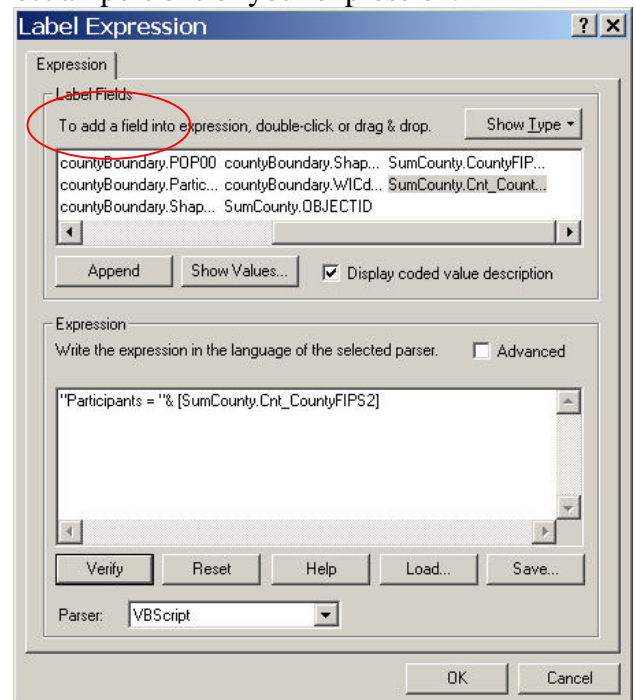 Label Expression
Expression
Label Fields
To add a field into expression, double-click or drag & drop. Show Type
countyBoundary.POP00 countyBoundary.Shap... SumCounty.CountyFIP...
countyBoundary.Partic... countyBoundary.WICd... SumCounty.Cnt_Count...
countyBoundary.Shap... SumCounty.OBJECTID
Append Show Values... Display coded value description
Expression
Write the expression in the language of the selected parser. Advanced
"Participants = "& [SumCounty.Cnt_CountyFIPS2]
Verify Reset Help Load... Save...
Parser: VBScript
OK Cancel